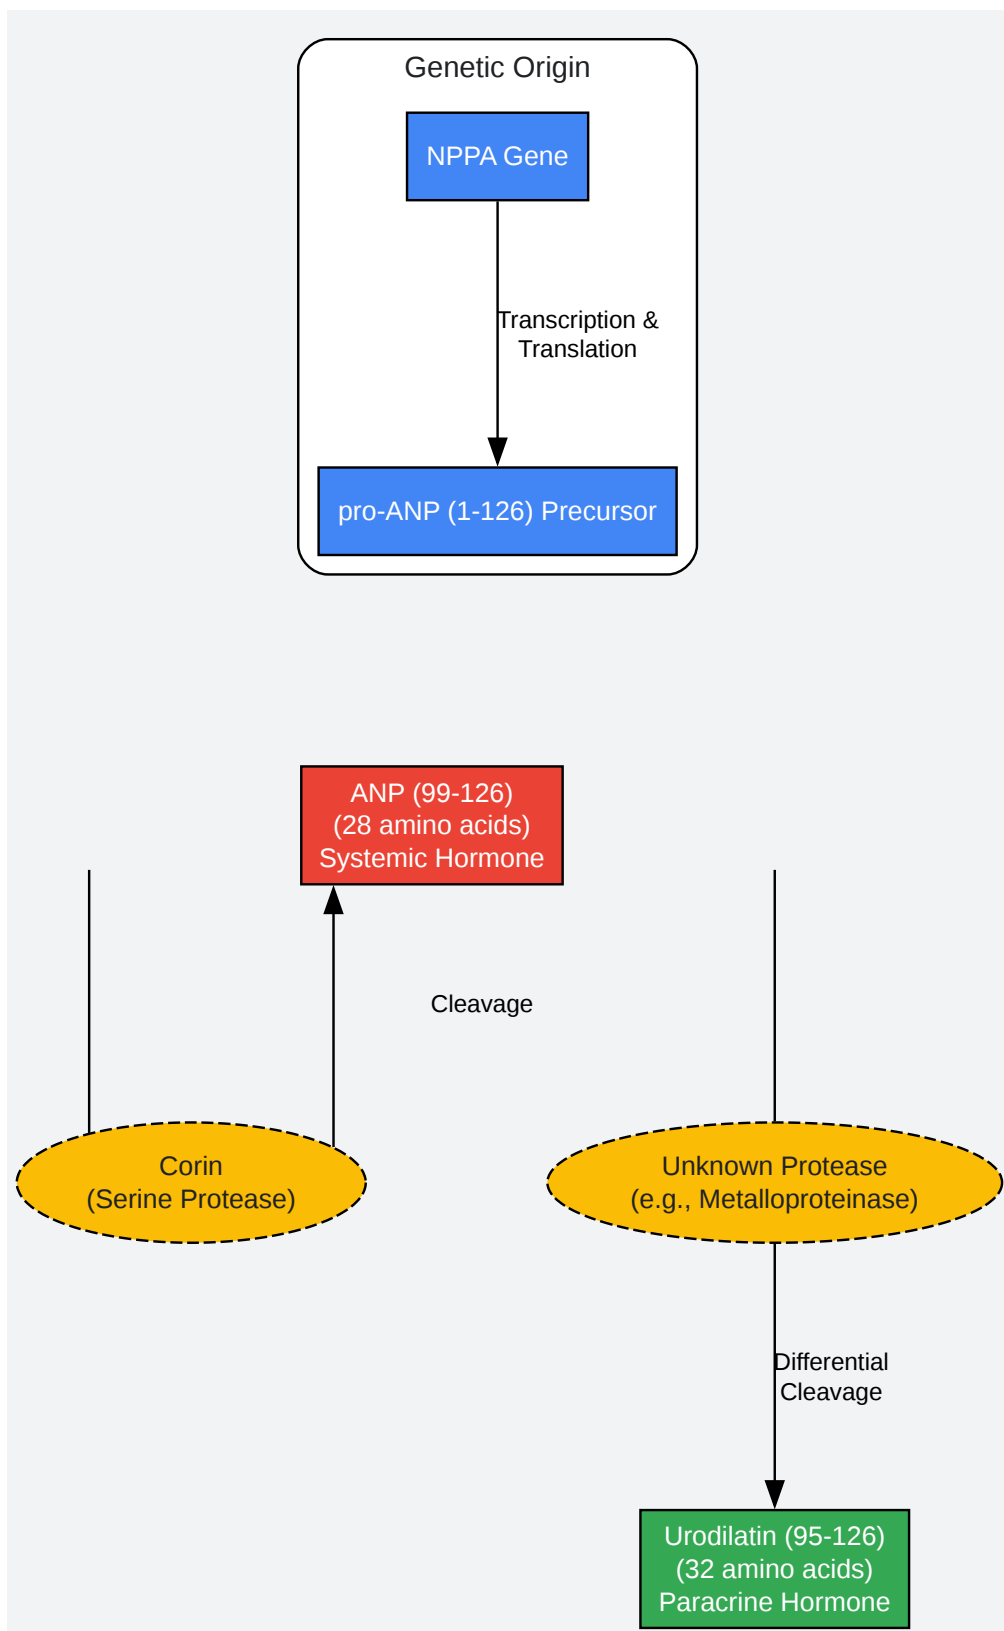 Genetic Origin
NPPA Gene
Transcription &
Translation
pro-ANP (1-126) Precursor
ANP (99-126)
(28 amino acids)
Systemic Hormone
Cleavage
Corin
(Serine Protease)
Unknown Protease
(e.g., Metalloproteinase)
Differential
Cleavage
Urodilatin (95-126)
(32 amino acids)
Paracrine Hormone